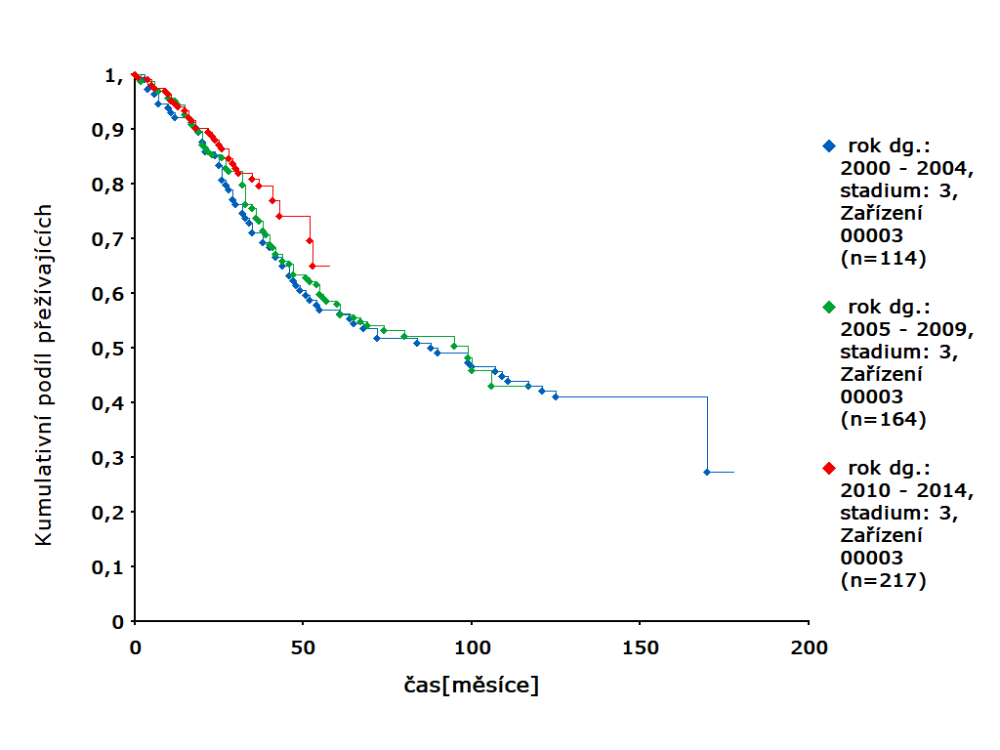 1,
0,9
0,8
0,7
0,6
0,5
0,4
0,3
0,2
0,1
0
Kumulativní podíl přežívajících
0 50 100 150 200
čas[měsíce]
rok dg.:
2000 - 2004,
stadium: 3,
Zařízení
00003
(n=114)
rok dg.:
2005 - 2009,
stadium: 3,
Zařízení
00003
(n=164)
rok dg.:
2010 - 2014,
stadium: 3,
Zařízení
00003
(n=217)